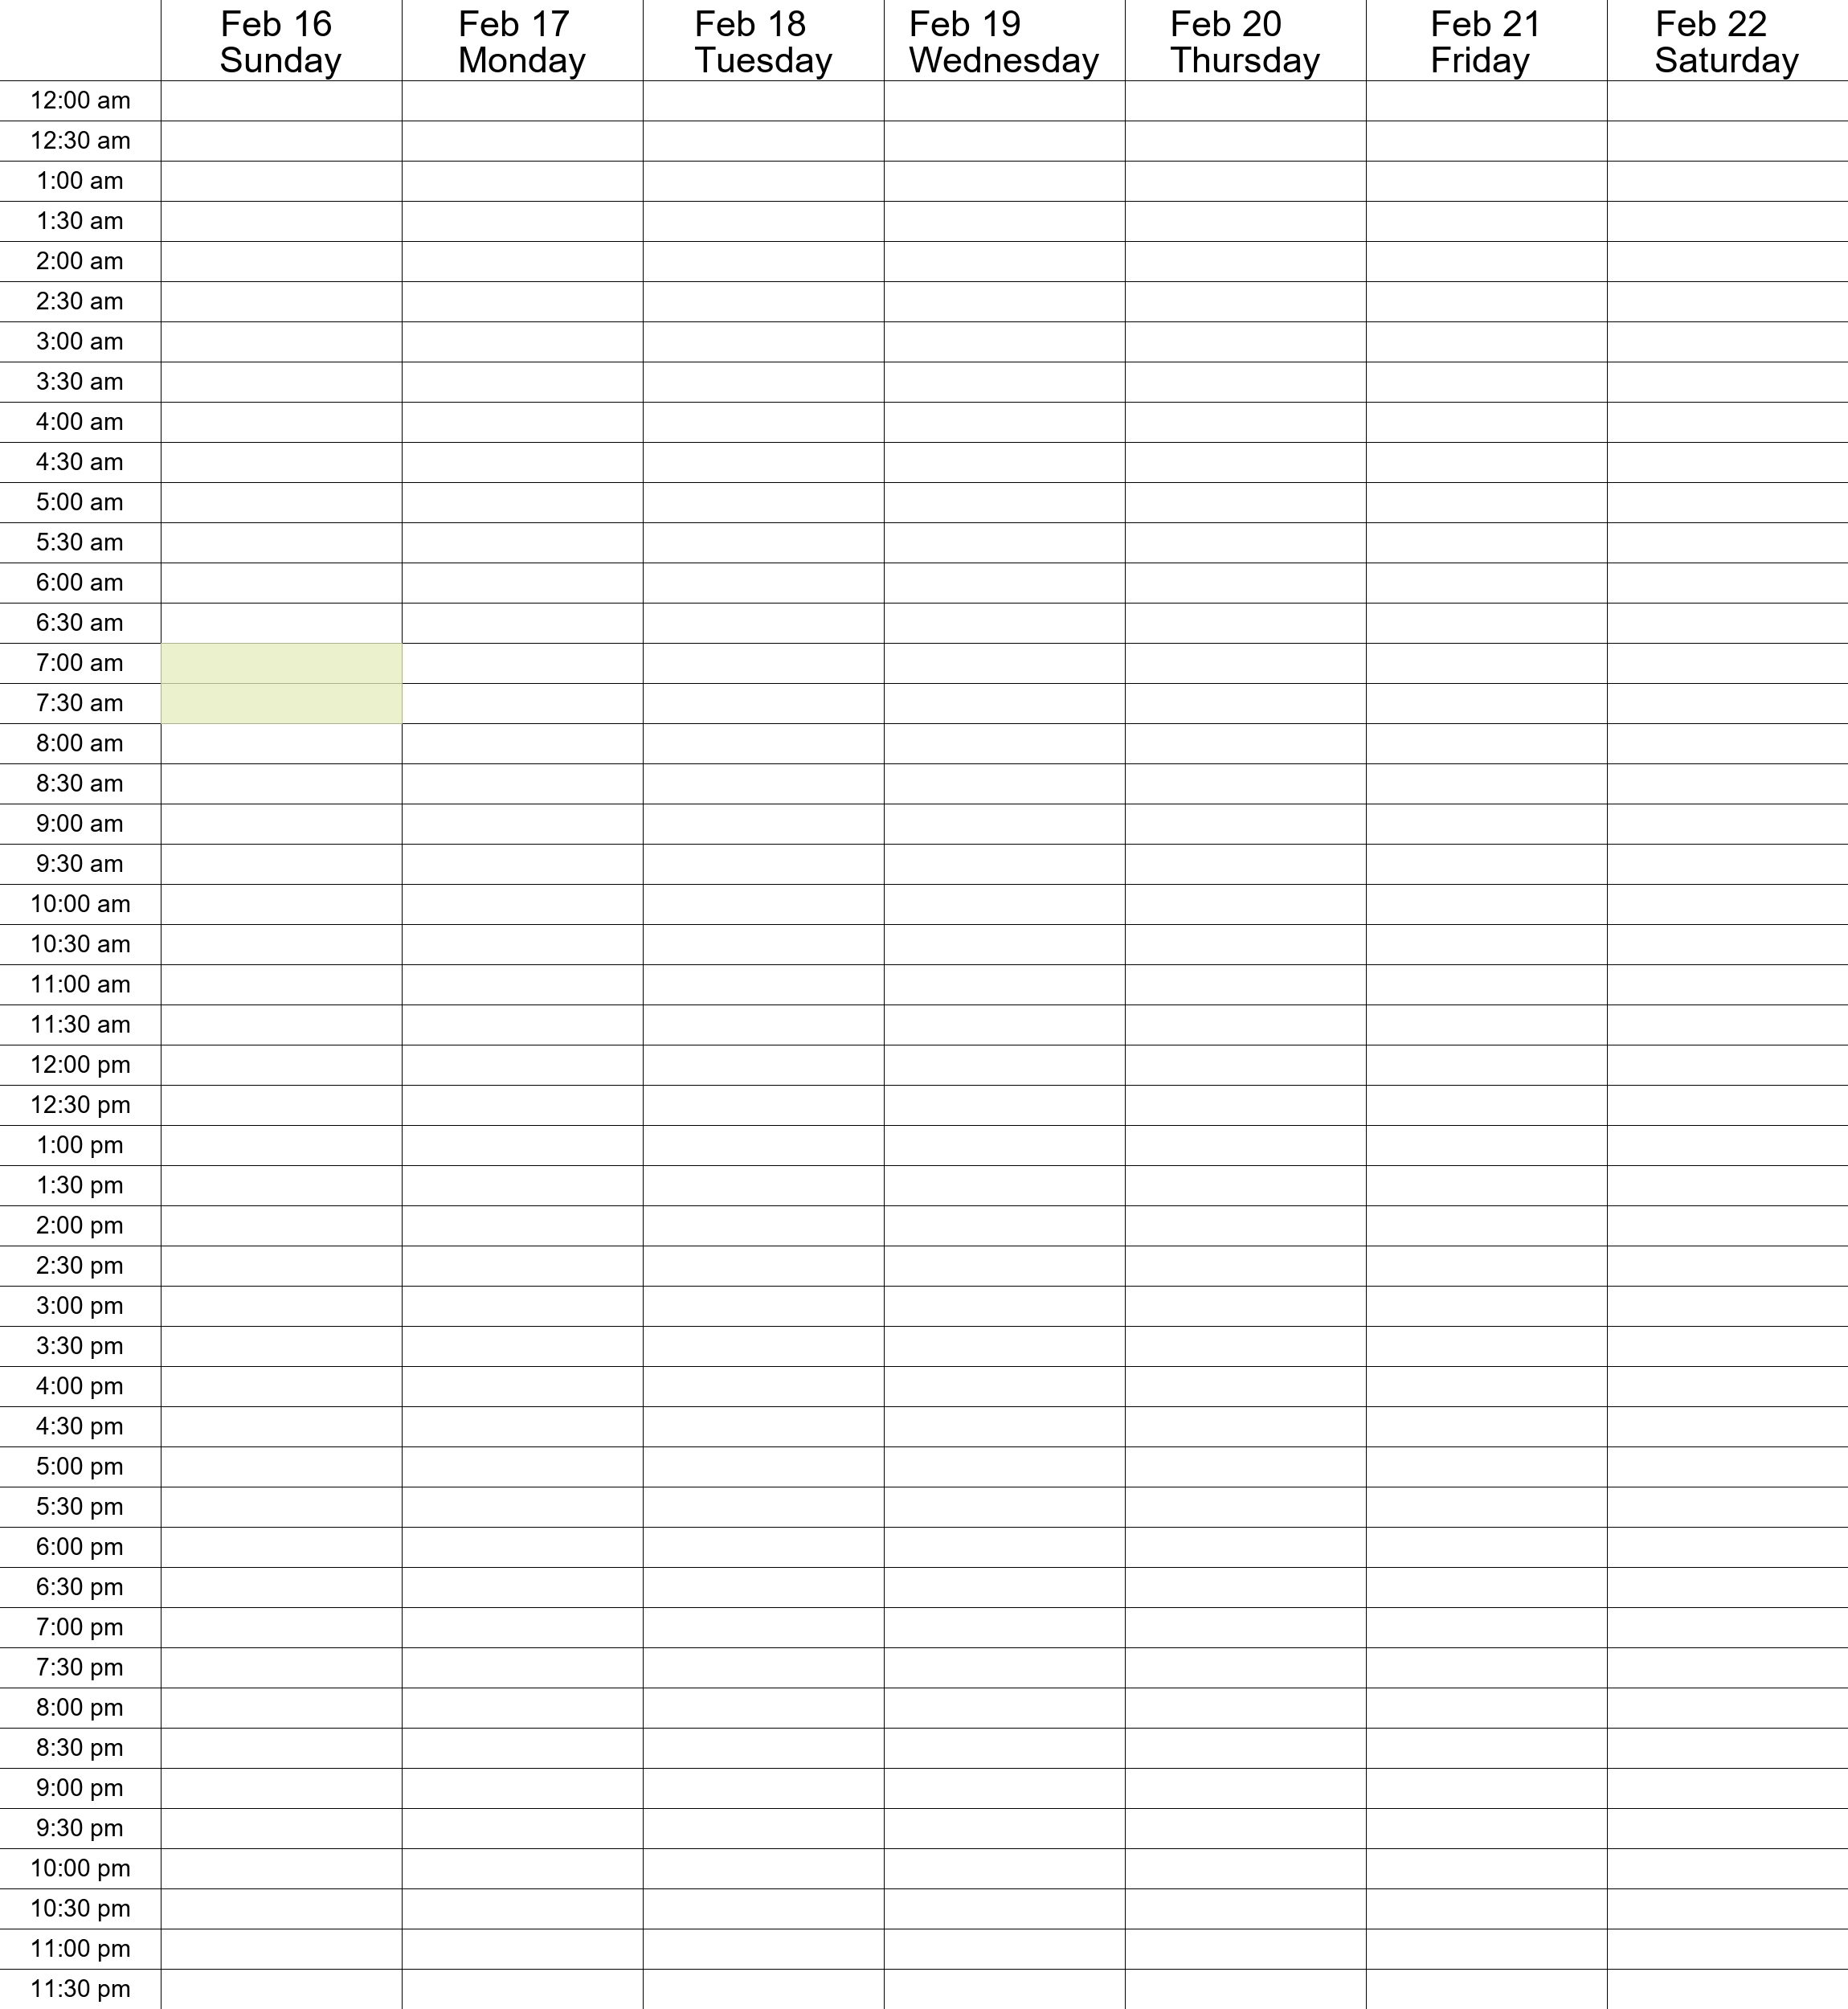 Feb 16 Feb 17 Feb 18 Feb 19 Feb 20 Feb 21 Feb 22
Sunday Monday Tuesday Wednesday Thursday Friday Saturday
12:00 am
12:30 am
1:00 am
1:30 am
2:00 am
2:30 am
3:00 am
3:30 am
4:00 am
4:30 am
5:00 am
5:30 am
6:00 am
6:30 am
7:00 am
7:30 am
8:00 am
8:30 am
9:00 am
9:30 am
10:00 am
10:30 am
11:00 am
11:30 am
12:00 pm
12:30 pm
1:00 pm
1:30 pm
2:00 pm
2:30 pm
3:00 pm
3:30 pm
4:00 pm
4:30 pm
5:00 pm
5:30 pm
6:00 pm
6:30 pm
7:00 pm
7:30 pm
8:00 pm
8:30 pm
9:00 pm
9:30 pm
10:00 pm
10:30 pm
11:00 pm
11:30 pm